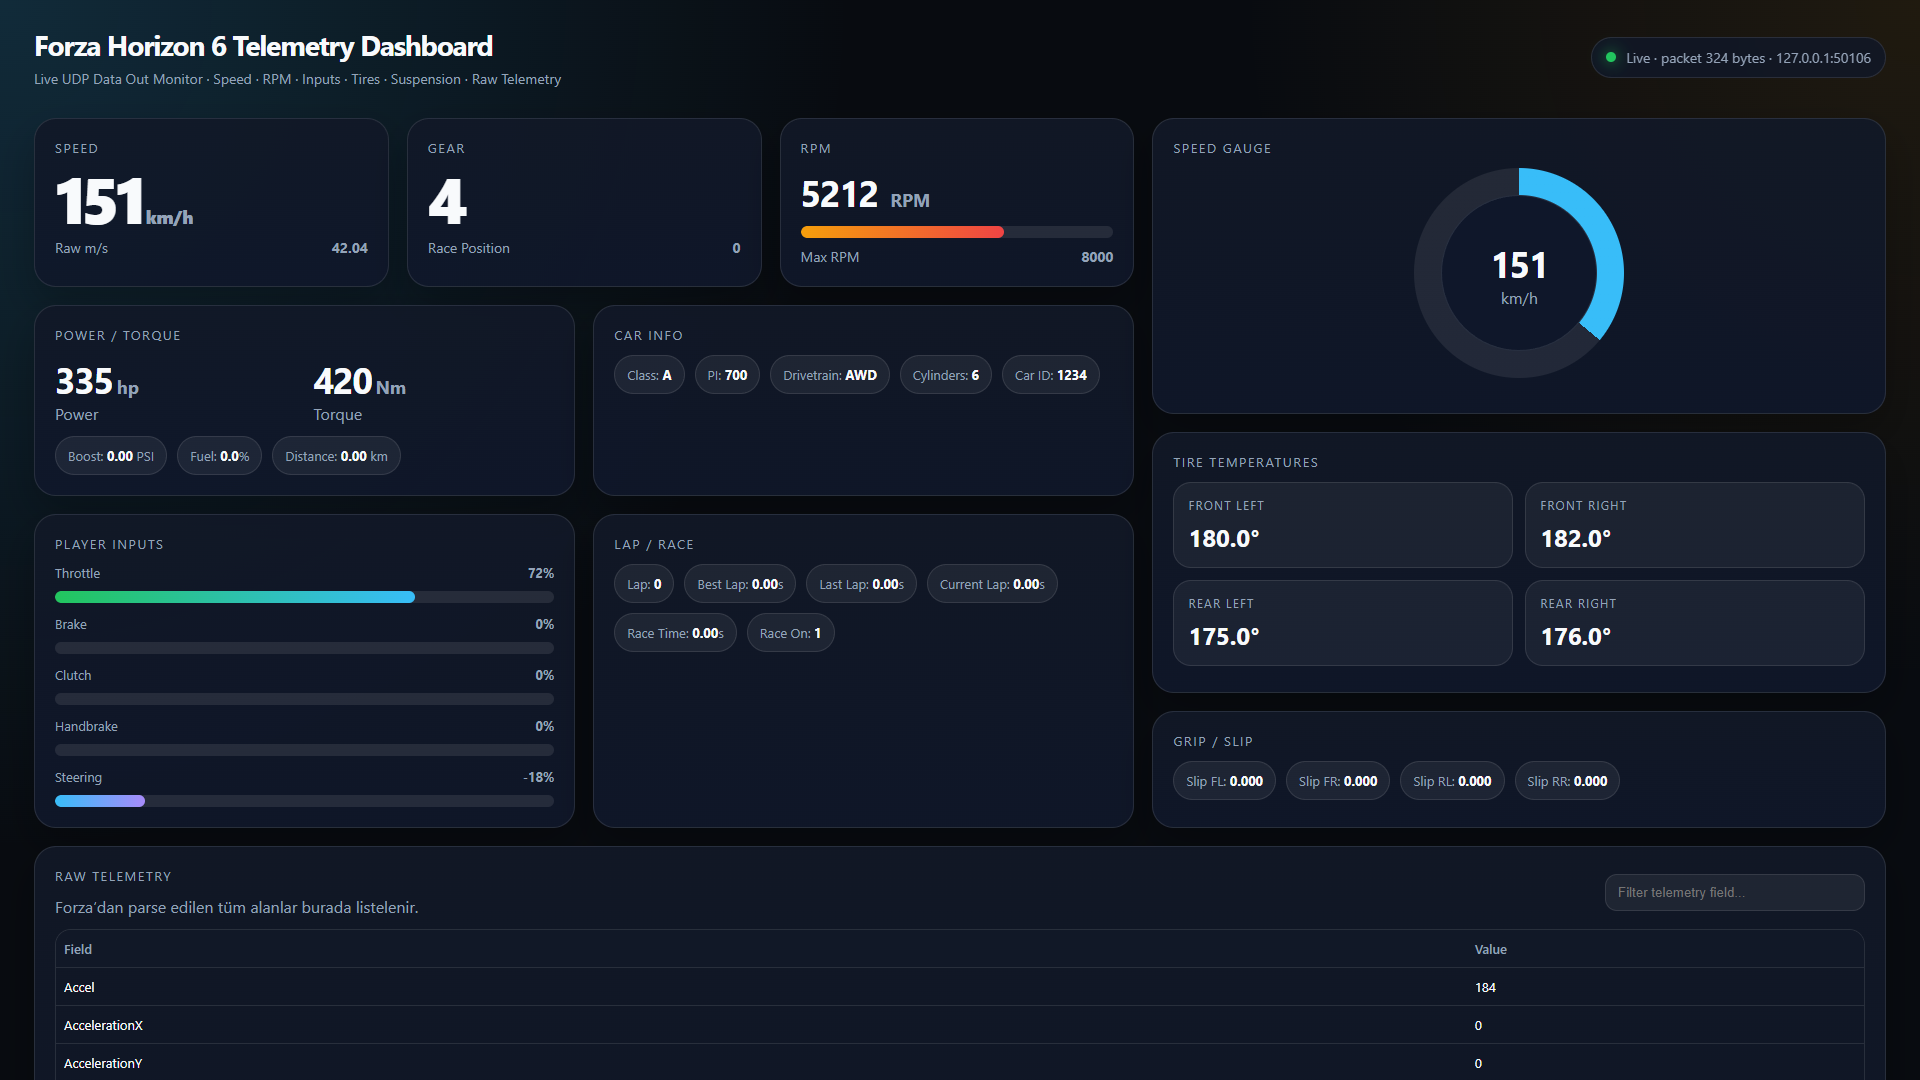 Forza Horizon 6 Telemetry Dashboard
Live UDP Data Out Monitor · Speed · RPM · Inputs · Tires · Suspension · Raw Telemetry
Live · packet 324 bytes · 127.0.0.1:50106
SPEED
151km/h
Raw m/s 42.04
GEAR
4
Race Position 0
RPM
5212 RPM
Max RPM 8000
SPEED GAUGE
151
km/h
POWER / TORQUE
335 hp
Power
420 Nm
Torque
Boost: 0.00 PSI
Fuel: 0.0%
Distance: 0.00 km
CAR INFO
Class: A
PI: 700
Drivetrain: AWD
Cylinders: 6
Car ID: 1234
TIRE TEMPERATURES
FRONT LEFT
180.0°
FRONT RIGHT
182.0°
REAR LEFT
175.0°
REAR RIGHT
176.0°
PLAYER INPUTS
Throttle 72%
Brake 0%
Clutch 0%
Handbrake 0%
Steering -18%
LAP / RACE
Lap: 0
Best Lap: 0.00s
Last Lap: 0.00s
Current Lap: 0.00s
Race Time: 0.00s
Race On: 1
GRIP / SLIP
Slip FL: 0.000
Slip FR: 0.000
Slip RL: 0.000
Slip RR: 0.000
RAW TELEMETRY
Forza'dan parse edilen tüm alanlar burada listelenir.
Filter telemetry field...
Field Value
Accel 184
AccelerationX 0
AccelerationY 0